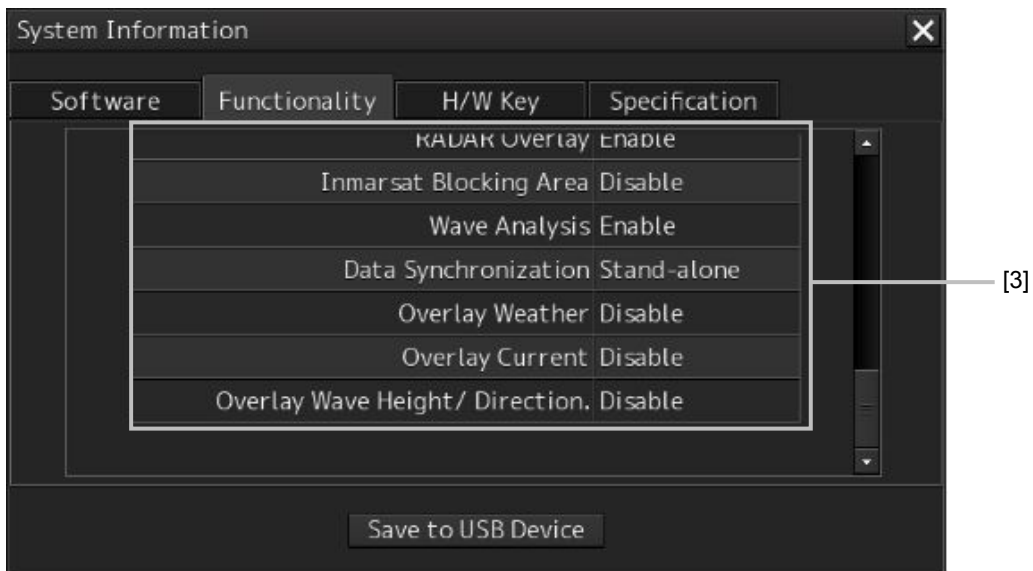 System Information
Software Functionality H/W Key Specification
RADAR Overlay Enable
Inmarsat Blocking Area Disable
Wave Analysis Enable
Data Synchronization Stand-alone
[3]
Overlay Weather Disable
Overlay Current Disable
Overlay Wave Height/ Direction. Disable
Save to USB Device